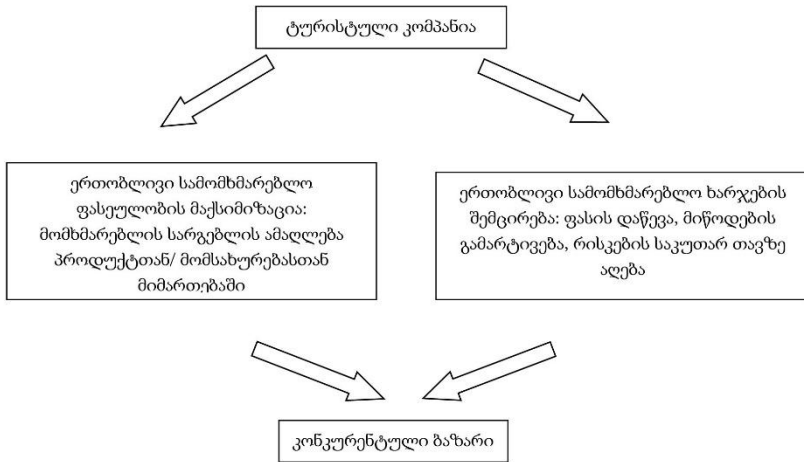 ტურისტული კომპანია
ერთობლივი სამომხმარებლო
ფასეულობის მაქსიმიზაცია:
მომხმარებლის სარგებლის ამაღლება
პროდუქტთან/ მომსახურებასთან
მიმართებაში
ერთობლივი სამომხმარებლო ხარჯების
შემცირება: ფასის დაწევა, მიწოდების
გამარტივება, რისკების საკუთარ თავზე
აღება
კონკურენტული ბაზარი